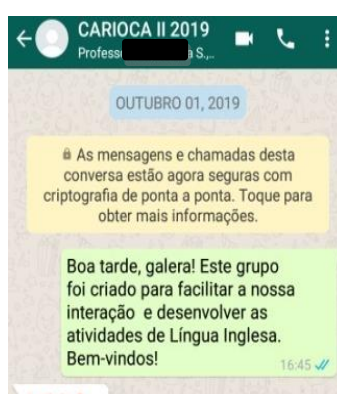 CARIOCA II 2019
Profess a S.,..
OUTUBRO 01, 2019
As mensagens e chamadas desta
conversa estão agora seguras com
criptografia de ponta a ponta. Toque para
obter mais informações.
Boa tarde, galera! Este grupo
foi criado para facilitar a nossa
interação e desenvolver as
atividades de Língua Inglesa.
Bem-vindos!
16:45